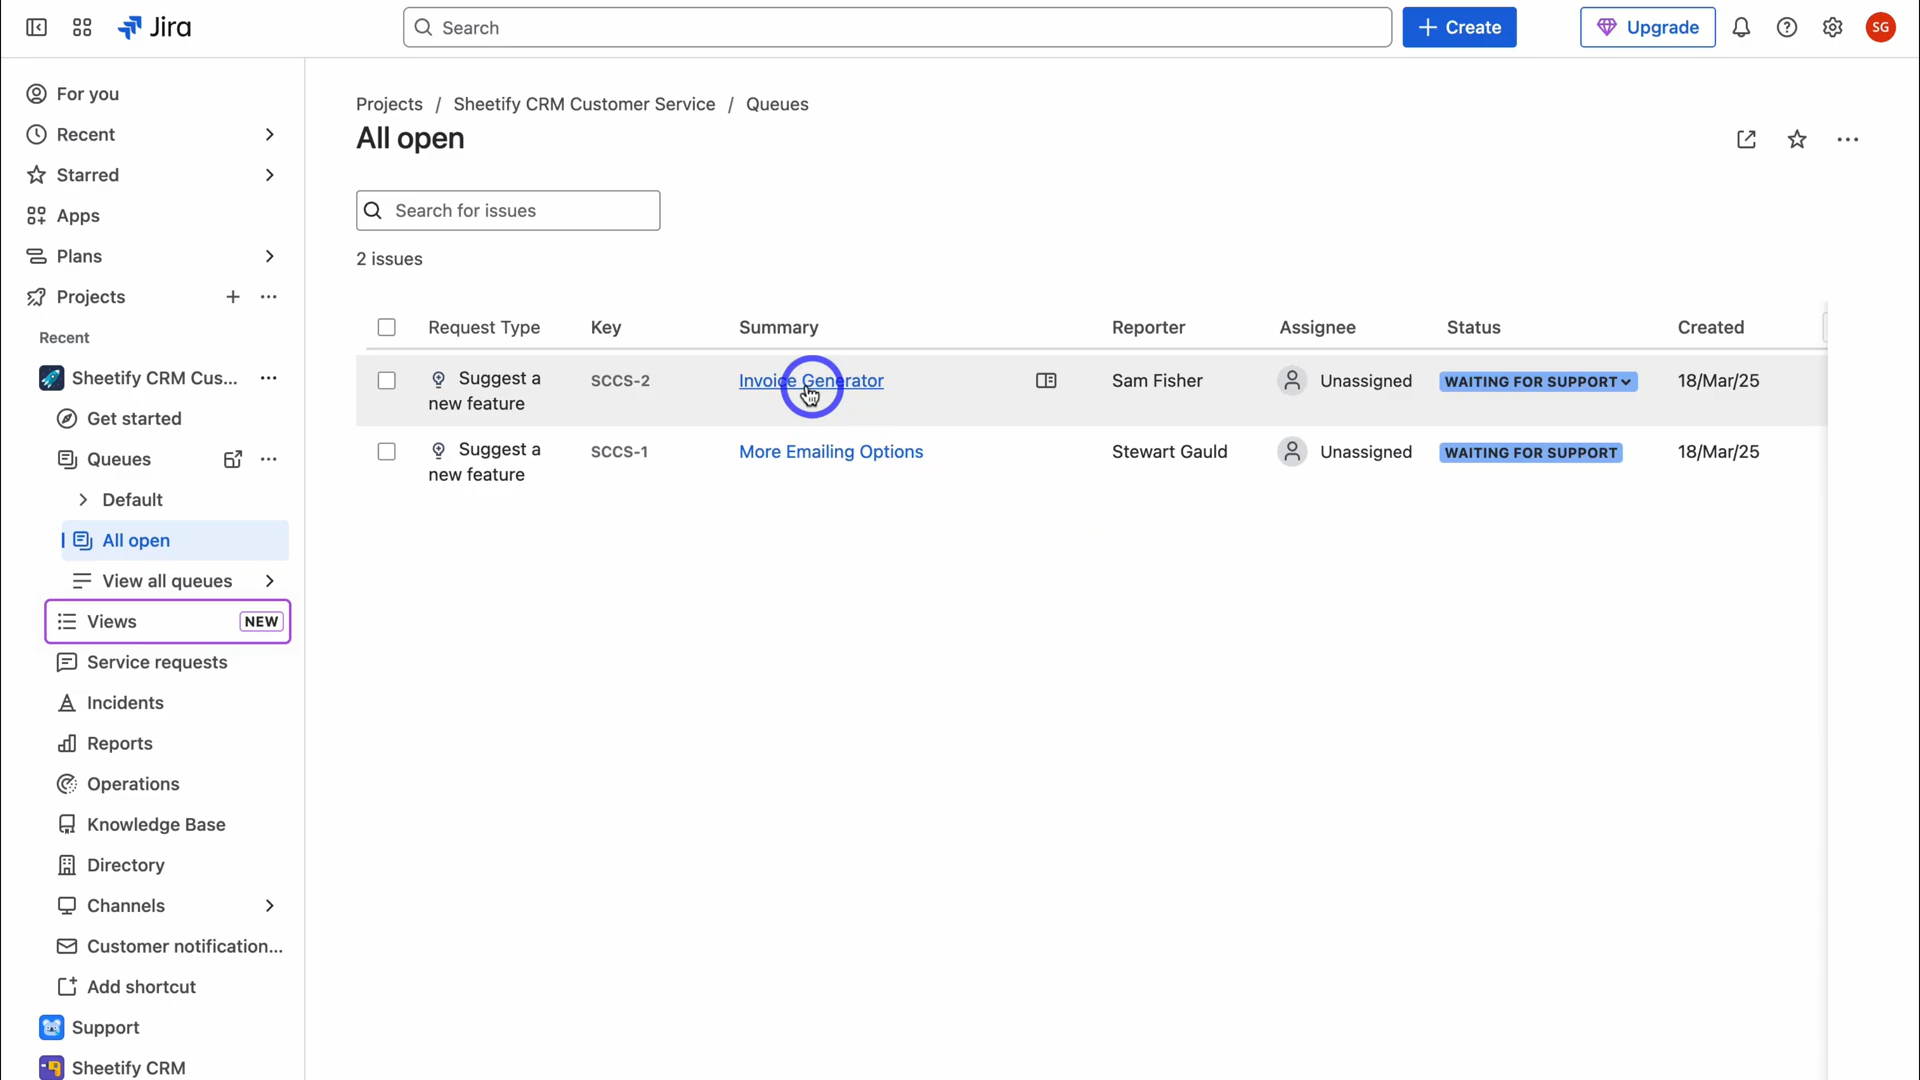 Jira
Search
Create
Upgrade
SG
For you
Recent
Starred
Apps
Plans
Projects
Recent
Sheetify CRM Cus...
Get started
Queues
Default
All open
View all queues
Views NEW
Service requests
Incidents
Reports
Operations
Knowledge Base
Directory
Channels
Customer notification...
Add shortcut
Support
Sheetify CRM
Projects / Sheetify CRM Customer Service / Queues
All open
Search for issues
2 issues
Request Type Key Summary Reporter Assignee Status Created
Suggest a
new feature
SCCS-2 Invoice Generator Sam Fisher Unassigned WAITING FOR SUPPORT 18/Mar/25
Suggest a
new feature
SCCS-1 More Emailing Options Stewart Gauld Unassigned WAITING FOR SUPPORT 18/Mar/25